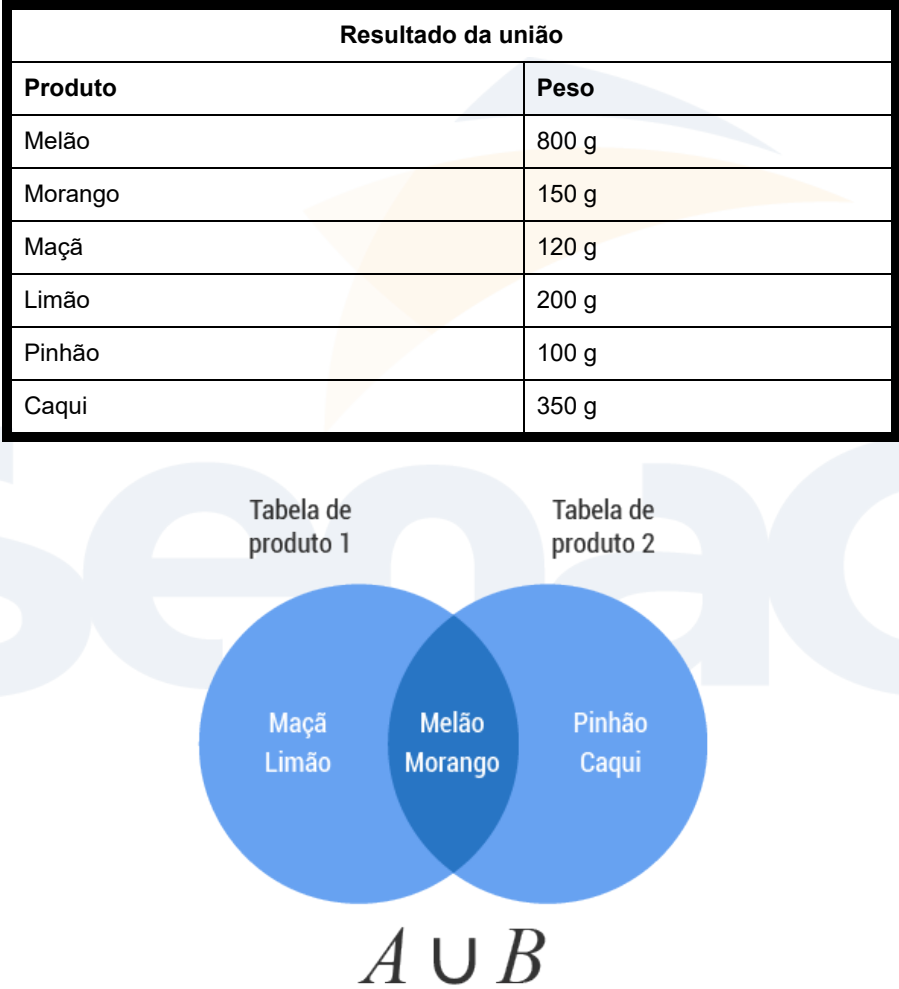 Resultado da união
Produto Peso
Melão 800 g
Morango 150 g
Maçã 120 g
Limão 200 g
Pinhão 100 g
Caqui 350 g
Tabela de produto 1
Tabela de produto 2
Maçã
Limão
Melão
Morango
Pinhão
Caqui
A ∪ B
senac